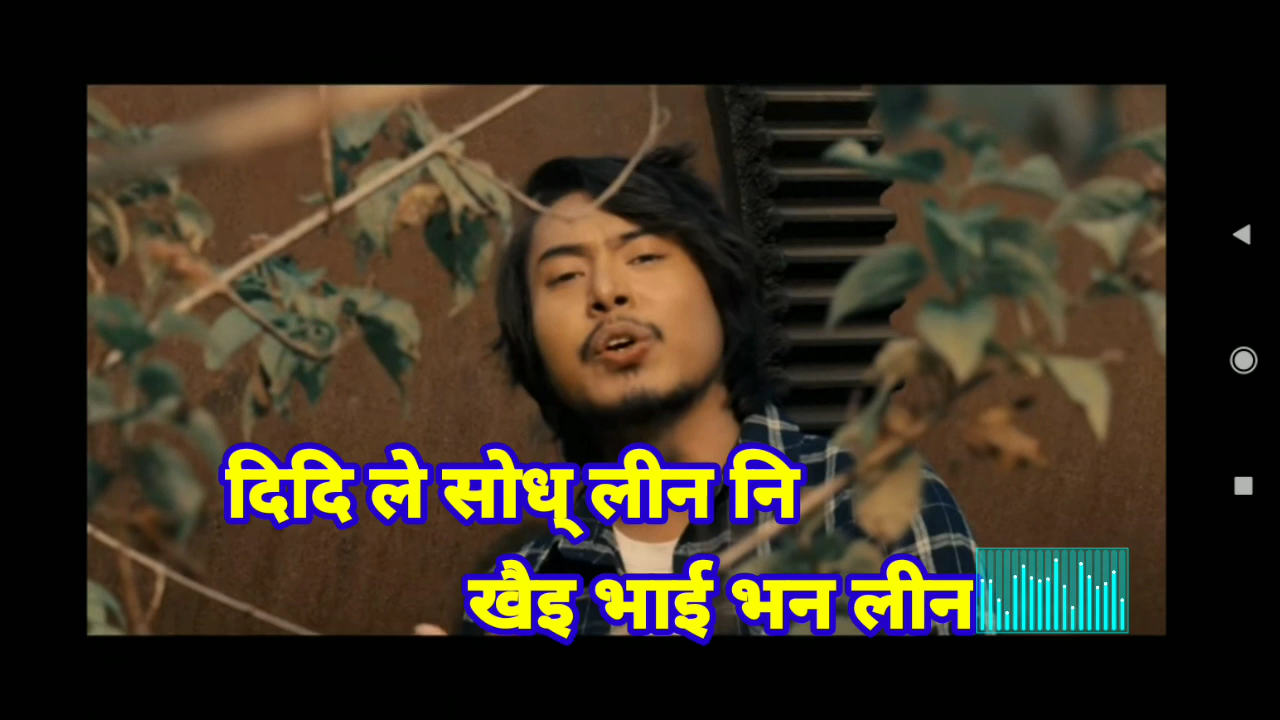 दिदि ले सोध् लीन नि
खैइ भाई भन लीन